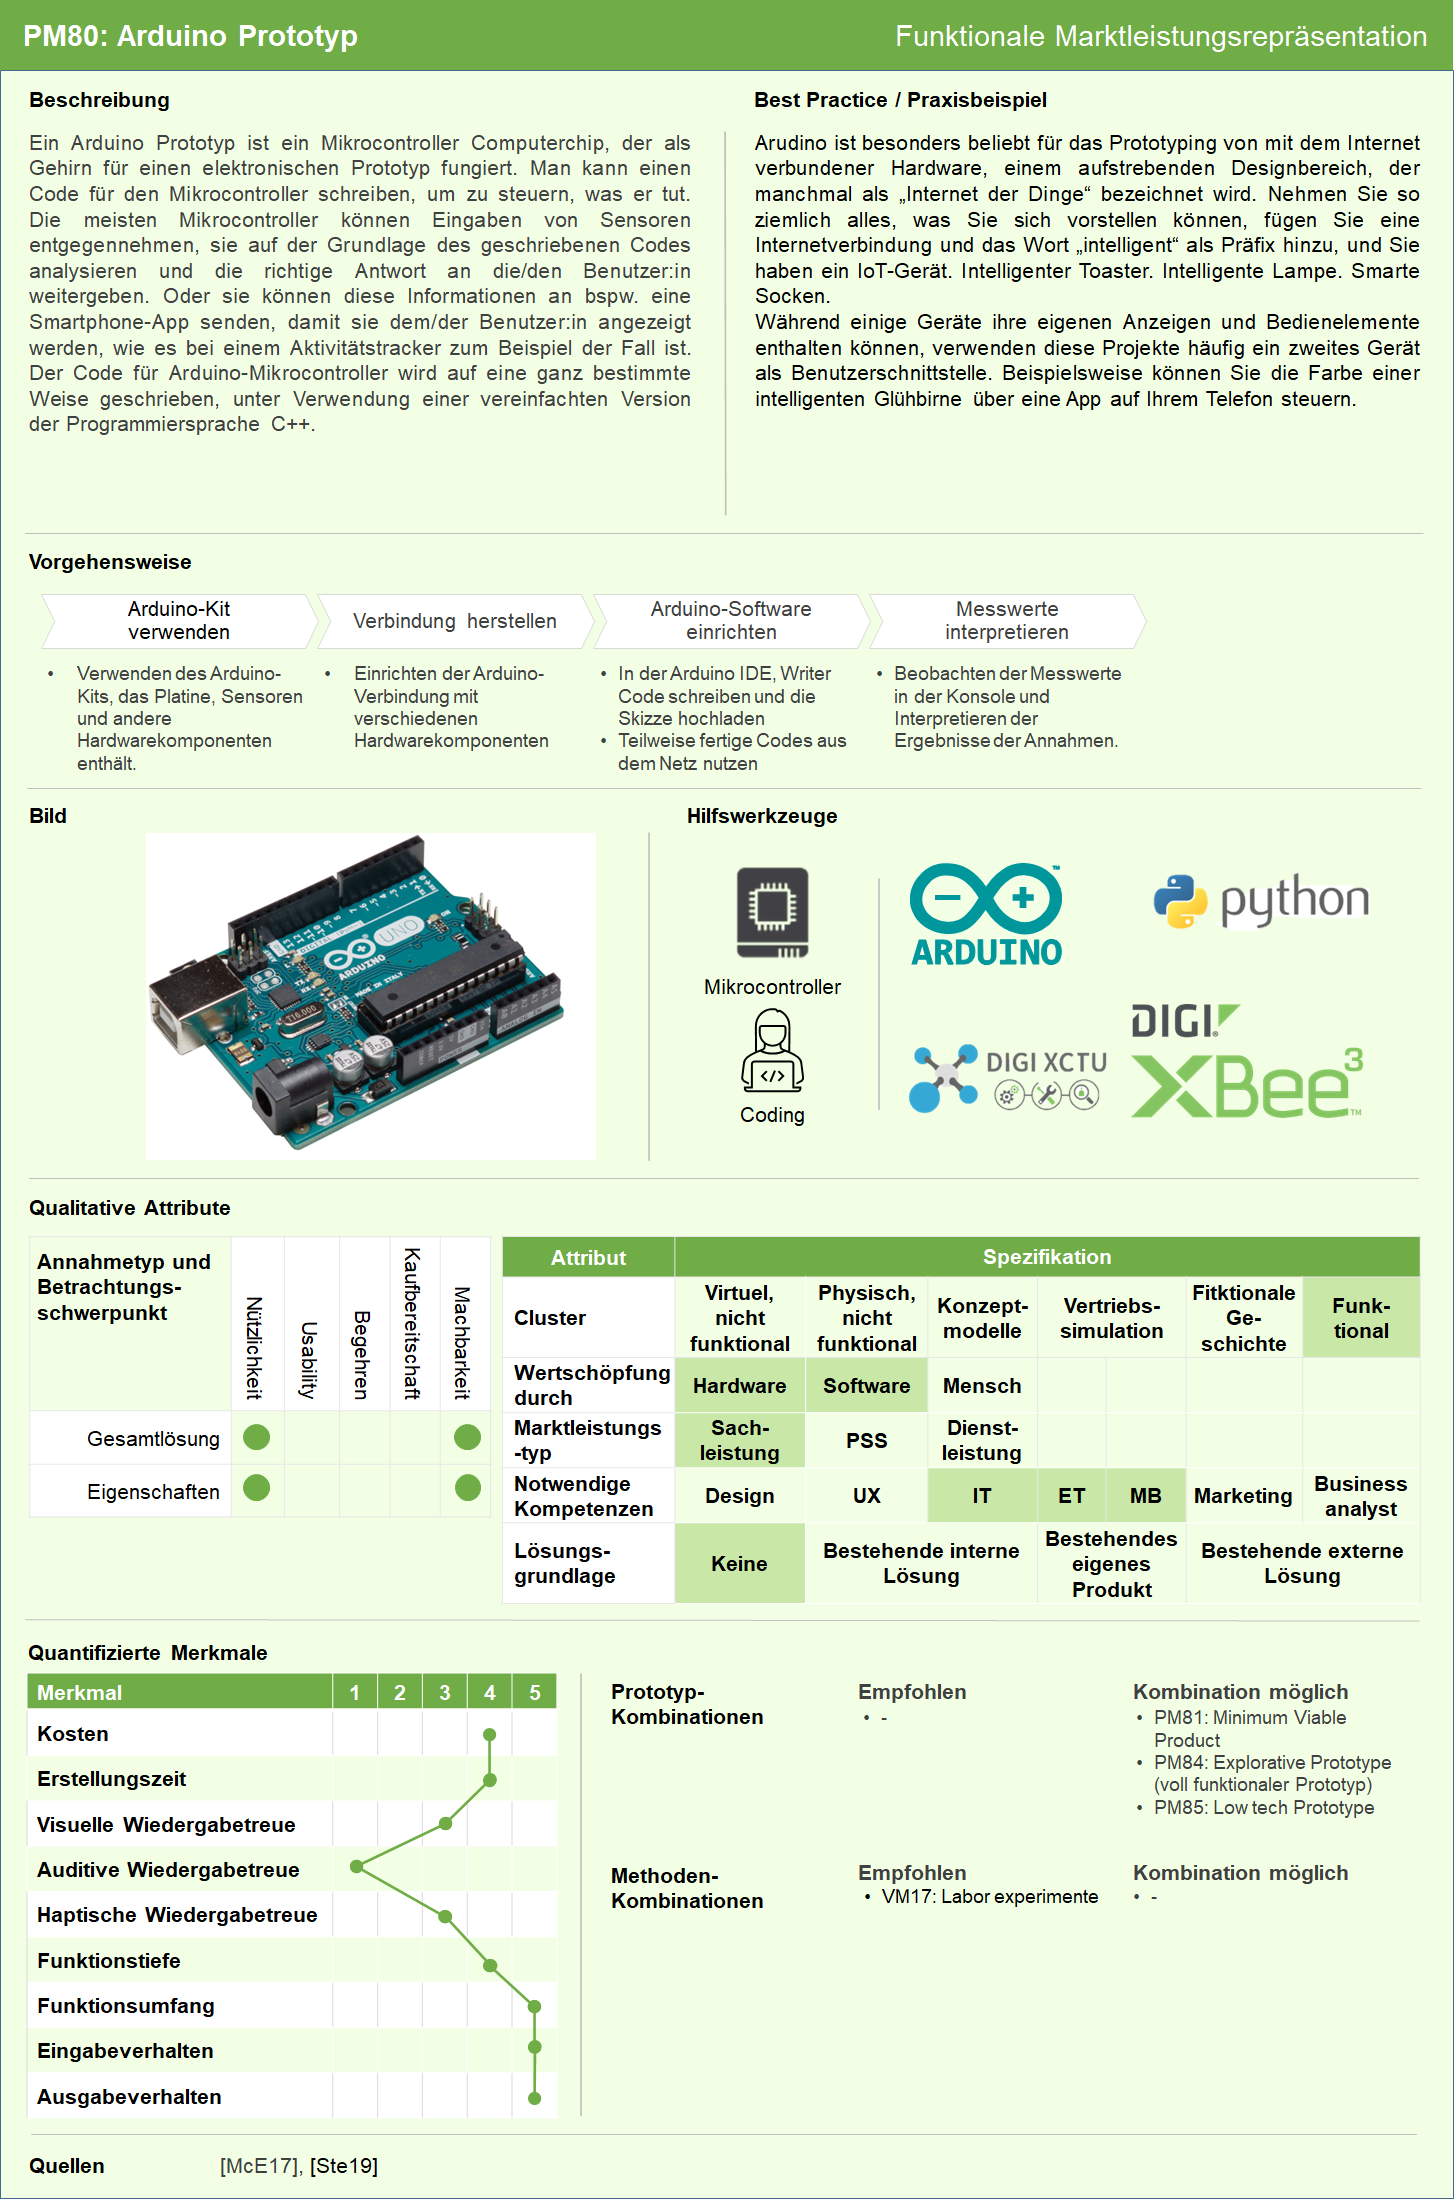 PM80: Arduino Prototyp
Funktionale Marktleistungsrepräsentation
Beschreibung
Ein Arduino Prototyp ist ein Mikrocontroller Computerchip, der als
Gehirn für einen elektronischen Prototyp fungiert. Man kann einen
Code für den Mikrocontroller schreiben, um zu steuern, was er tut.
Die meisten Mikrocontroller können Eingaben von Sensoren
entgegennehmen, sie auf der Grundlage des geschriebenen Codes
analysieren und die richtige Antwort an die/den Benutzer:in
weitergeben. Oder sie können diese Informationen an bspw. eine
Smartphone-App senden, damit sie dem/der Benutzer:in angezeigt
werden, wie es bei einem Aktivitätstracker zum Beispiel der Fall ist.
Der Code für Arduino-Mikrocontroller wird auf eine ganz bestimmte
Weise geschrieben, unter Verwendung einer vereinfachten Version
der Programmiersprache C++.
Best Practice / Praxisbeispiel
Arudino ist besonders beliebt für das Prototyping von mit dem Internet
verbundener Hardware, einem aufstrebenden Designbereich, der
manchmal als „Internet der Dinge“ bezeichnet wird. Nehmen Sie so
ziemlich alles, was Sie sich vorstellen können, fügen Sie eine
Internetverbindung und das Wort „intelligent“ als Präfix hinzu, und Sie
haben ein IoT-Gerät. Intelligenter Toaster. Intelligente Lampe. Smarte
Socken.
Während einige Geräte ihre eigenen Anzeigen und Bedienelemente
enthalten können, verwenden diese Projekte häufig ein zweites Gerät
als Benutzerschnittstelle. Beispielsweise können Sie die Farbe einer
intelligenten Glühbirne über eine App auf Ihrem Telefon steuern.
Vorgehensweise
Arduino-Kit
verwenden
• Verwenden des Arduino-
Kits, das Platine, Sensoren
und andere
Hardwarekomponenten
enthält.
Verbindung herstellen
• Einrichten der Arduino-
Verbindung mit
verschiedenen
Hardwarekomponenten
Arduino-Software
einrichten
• In der Arduino IDE, Writer
Code schreiben und die
Skizze hochladen
• Teilweise fertige Codes aus
dem Netz nutzen
Messwerte
interpretieren
• Beobachten der Messwerte
in der Konsole und
Interpretieren der
Ergebnisse der Annahmen.
Bild
ARDUINO
UNO
MADE IN ITALY
T16.000
Hilfswerkzeuge
Mikrocontroller
</>
Coding
ARDUINO
™
python
DIGI XCTU
DIGI®
XBee3™
Qualitative Attribute
Annahmetyp und
Betrachtungs-
schwerpunkt
Nützlichkeit
Usability
Begehren
Kaufbereitschaft
Machbarkeit
Gesamtlösung
Eigenschaften
Attribut Spezifikation
Cluster
Virtuel,
nicht
funktional
Physisch,
nicht
funktional
Konzept-
modelle
Vertriebs-
simulation
Fitktionale
Ge-
schichte
Funk-
tional
Wertschöpfung
durch
Hardware Software Mensch
Marktleistungs
-typ
Sach-
leistung
PSS
Dienst-
leistung
Notwendige
Kompetenzen
Design UX IT ET MB Marketing
Business
analyst
Lösungs-
grundlage
Keine
Bestehende interne
Lösung
Bestehendes
eigenes
Produkt
Bestehende externe
Lösung
Quantifizierte Merkmale
Merkmal 1 2 3 4 5
Kosten
Erstellungszeit
Visuelle Wiedergabetreue
Auditive Wiedergabetreue
Haptische Wiedergabetreue
Funktionstiefe
Funktionsumfang
Eingabeverhalten
Ausgabeverhalten
Prototyp-
Kombinationen
Empfohlen
• -
Kombination möglich
• PM81: Minimum Viable
Product
• PM84: Explorative Prototype
(voll funktionaler Prototyp)
• PM85: Low tech Prototype
Methoden-
Kombinationen
Empfohlen
• VM17: Labor experimente
Kombination möglich
• -
Quellen
[McE17], [Ste19]